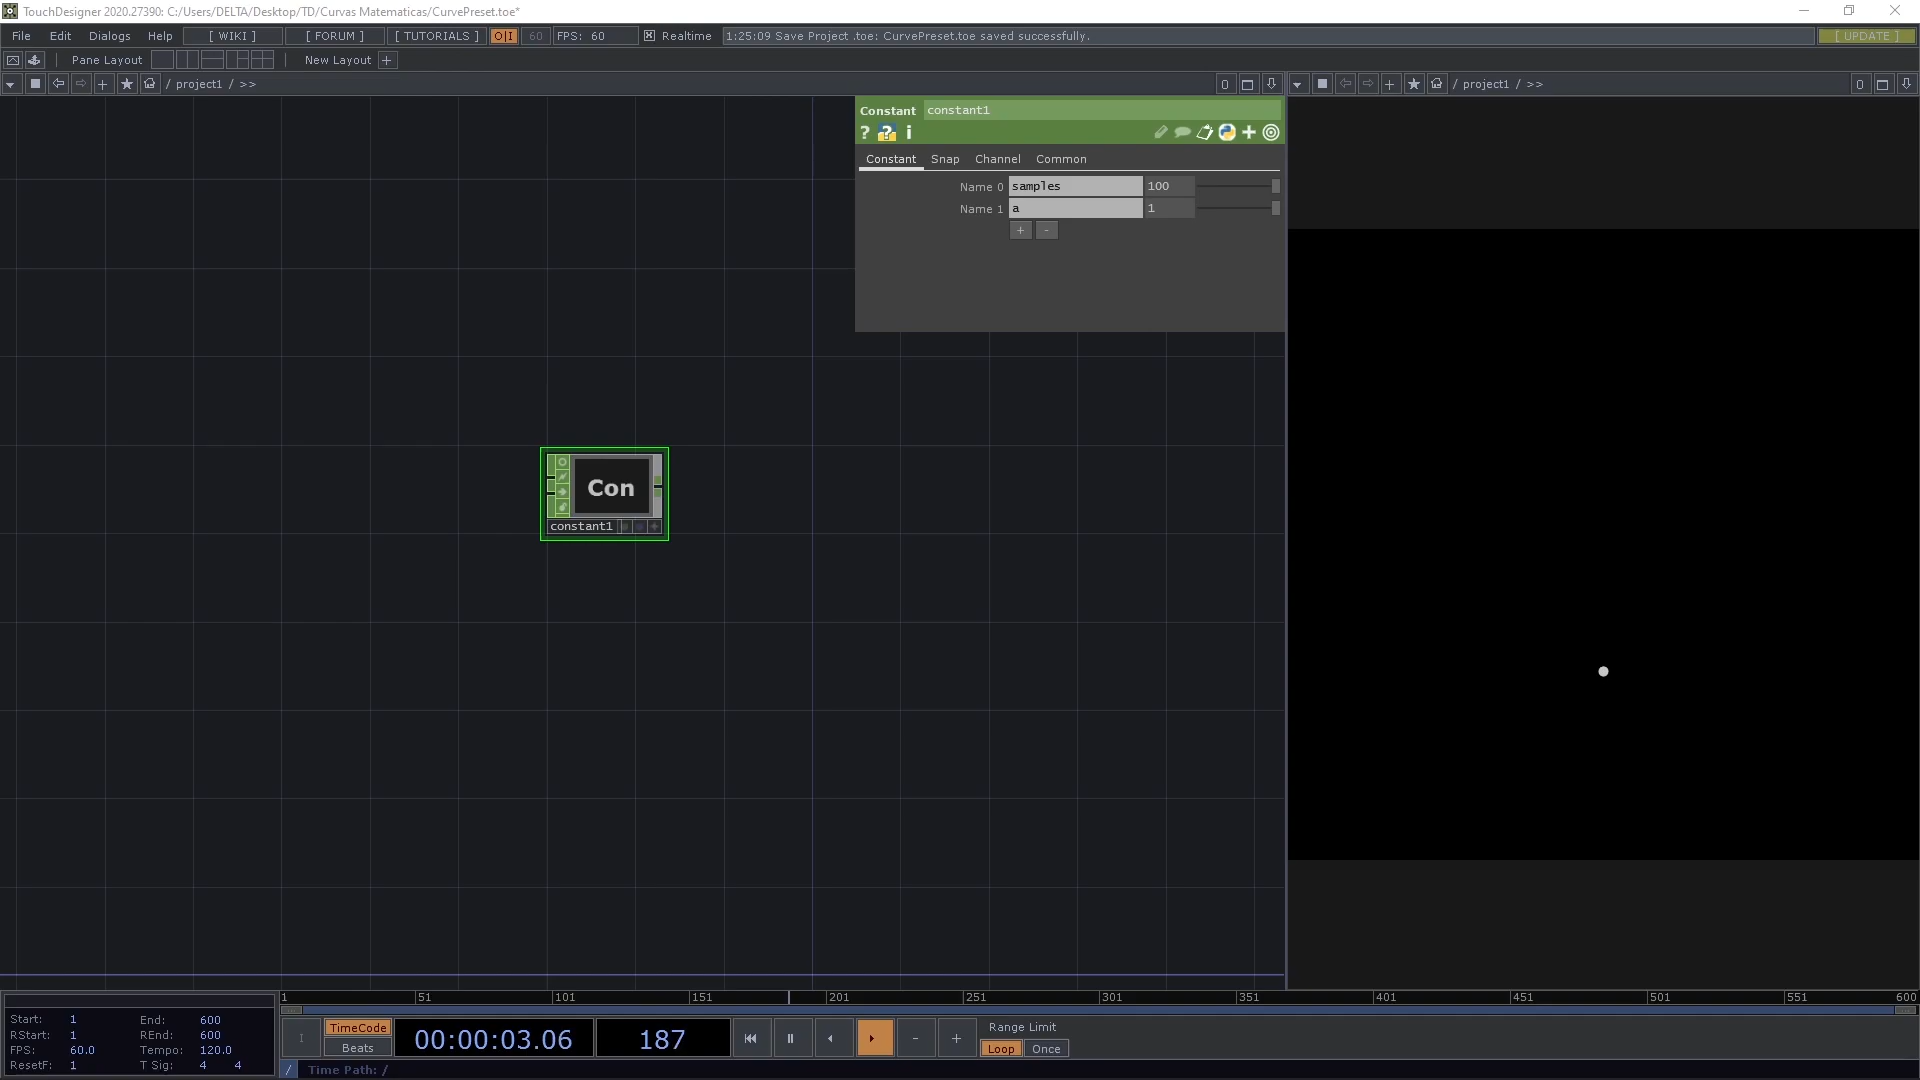 TouchDesigner 2020.27390: C:/Users/DELTA/Desktop/TD/Curvas Matematicas/CurvePreset.toe*
File Edit Dialogs Help [ WIKI ] [ FORUM ] [ TUTORIALS ] O|I 60 FPS: 60 Realtime 1:25:09 Save Project .toe: CurvePreset.toe saved successfully. [ UPDATE ]
Pane Layout New Layout +
/ project1 / >> 0 / project1 / >> 0
Constant constant1
? ? i
Constant Snap Channel Common
Name 0 samples 100
Name 1 a 1
+ -
Con
constant1
1 51 101 151 201 251 301 351 401 451 501 551 600
Start: 1 End: 600
RStart: 1 REnd: 600
FPS: 60.0 Tempo: 120.0
ResetF: 1 T Sig: 4 4
I TimeCode Beats 00:00:03.06 187 - + Range Limit
Loop Once
/ Time Path: /